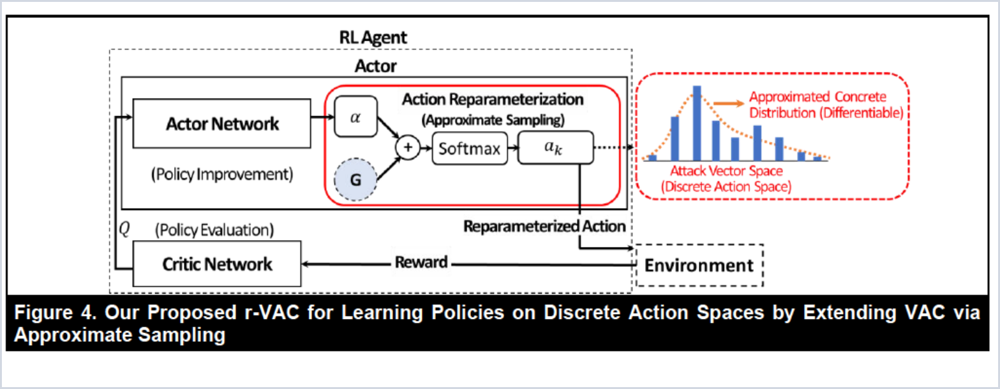 RL Agent
Actor
Actor Network
(Policy Improvement)
α
G
+
Action Reparameterization
(Approximate Sampling)
Softmax
aₖ
Approximated Concrete
Distribution (Differentiable)
Attack Vector Space
(Discrete Action Space)
Q
(Policy Evaluation)
Critic Network
Reparameterized Action
Reward
Environment
Figure 4. Our Proposed r-VAC for Learning Policies on Discrete Action Spaces by Extending VAC via
Approximate Sampling